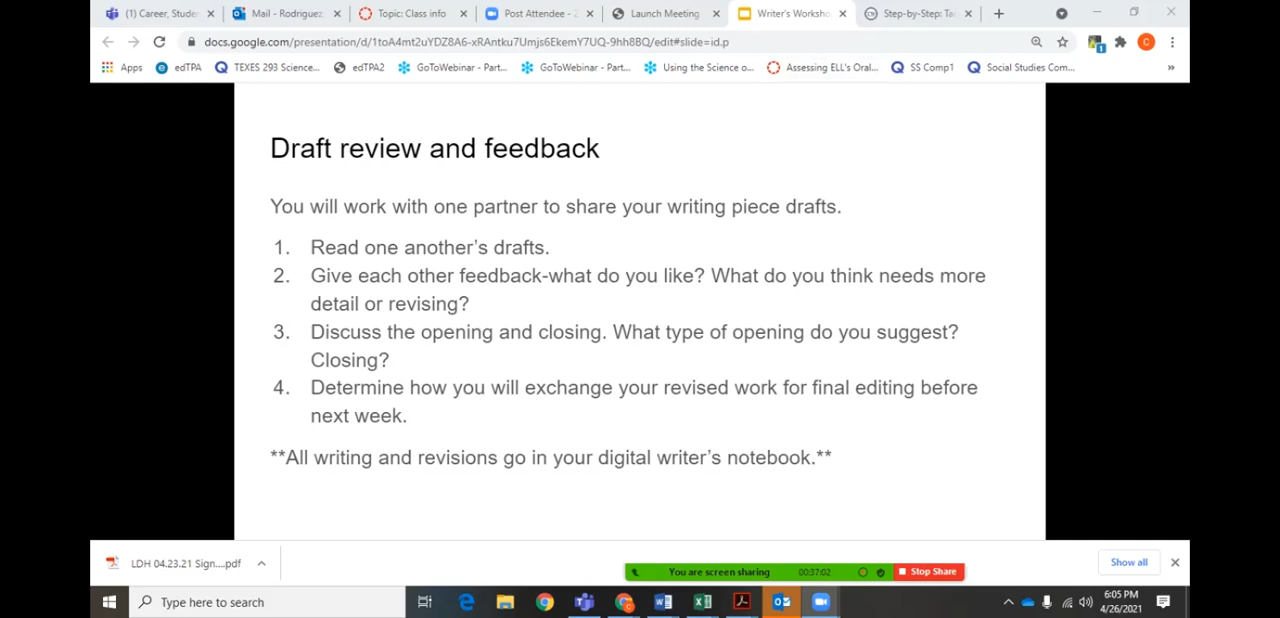 (1) Career, Studen
Mail - Rodriguez
Topic: Class info
Post Attendee - Z
Launch Meeting
Writer's Worksho
Step-by-Step: Tac
docs.google.com/presentation/d/1toA4mt2uYDZ8A6-xRAntku7Umjs6EkemY7UQ-9hh8BQ/edit#slide=id.p
C
Apps
edTPA
TEXES 293 Science...
edTPA2
GoToWebinar - Part...
GoToWebinar - Part...
Using the Science o...
Assessing ELL's Oral...
SS Comp1
Social Studies Com...
»
Draft review and feedback
You will work with one partner to share your writing piece drafts.
1. Read one another's drafts.
2. Give each other feedback-what do you like? What do you think needs more
detail or revising?
3. Discuss the opening and closing. What type of opening do you suggest?
Closing?
4. Determine how you will exchange your revised work for final editing before
next week.
**All writing and revisions go in your digital writer's notebook.**
LDH 04.23.21 Sign....pdf
Show all
You are screen sharing
00:37:02
Stop Share
Type here to search
6:05 PM
4/26/2021